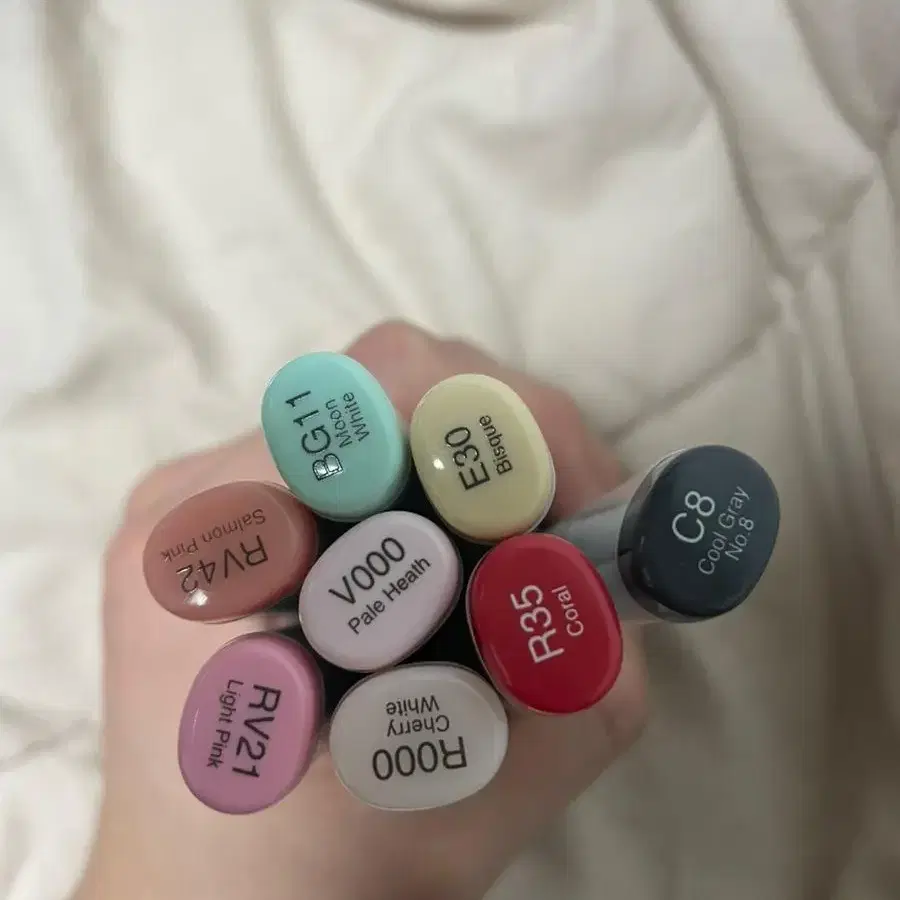 BG11
Moon
White
E30
Bisque
C8
Cool Gray
No.8
RV42
Salmon Pink
V000
Pale Heath
R35
Coral
RV21
Light Pink
R000
Cherry
White